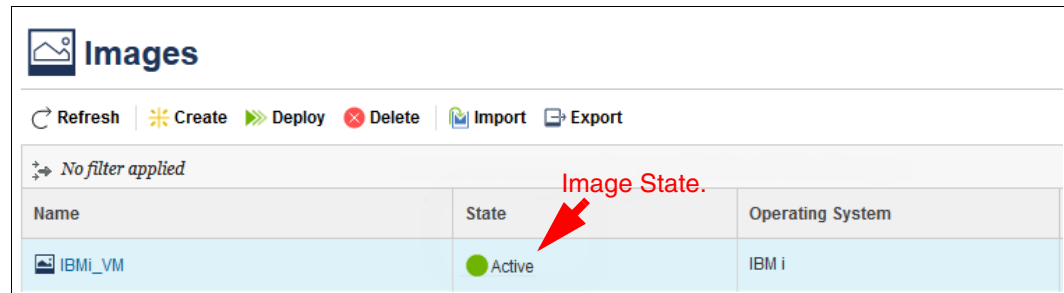 Images
Refresh Create Deploy Delete Import Export
No filter applied
Image State.
Name State Operating System
IBMi_VM Active IBM i